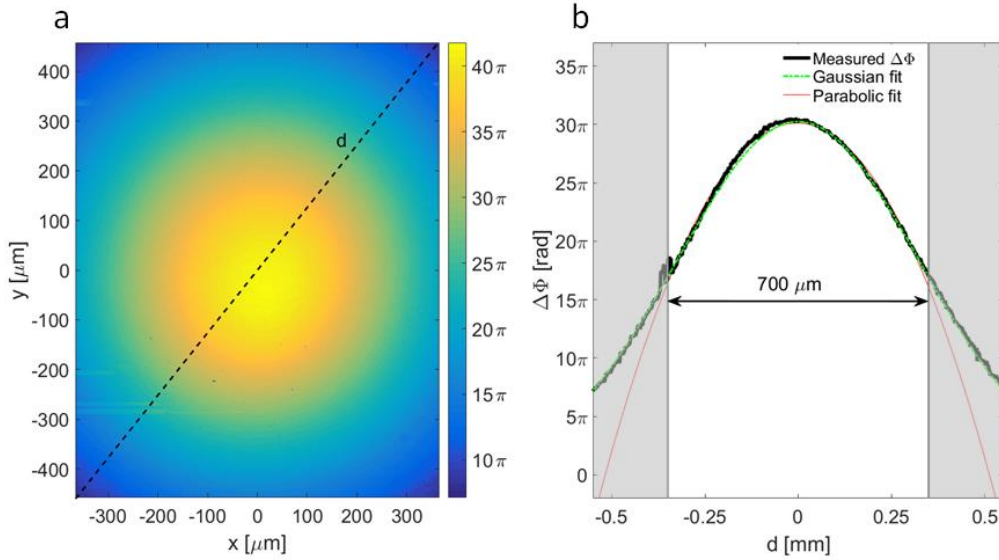 a
400
300
200
100
0
-100
-200
-300
-400
y [μm]
-300 -200 -100 0 100 200 300
x [μm]
d
40π
35π
30π
25π
20π
15π
10π
b
35π
30π
25π
20π
15π
10π
5π
0
ΔΦ [rad]
Measured ΔΦ
Gaussian fit
Parabolic fit
700 μm
-0.5 -0.25 0 0.25 0.5
d [mm]